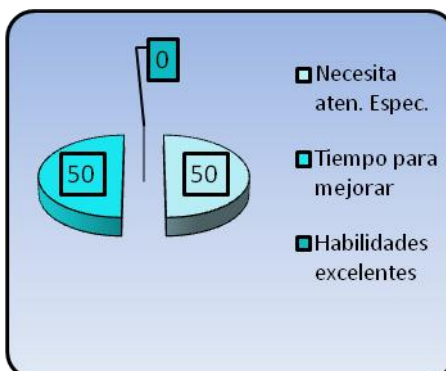 0
50
50
Necesita
aten. Espec.
Tiempo para
mejorar
Habilidades
excelentes